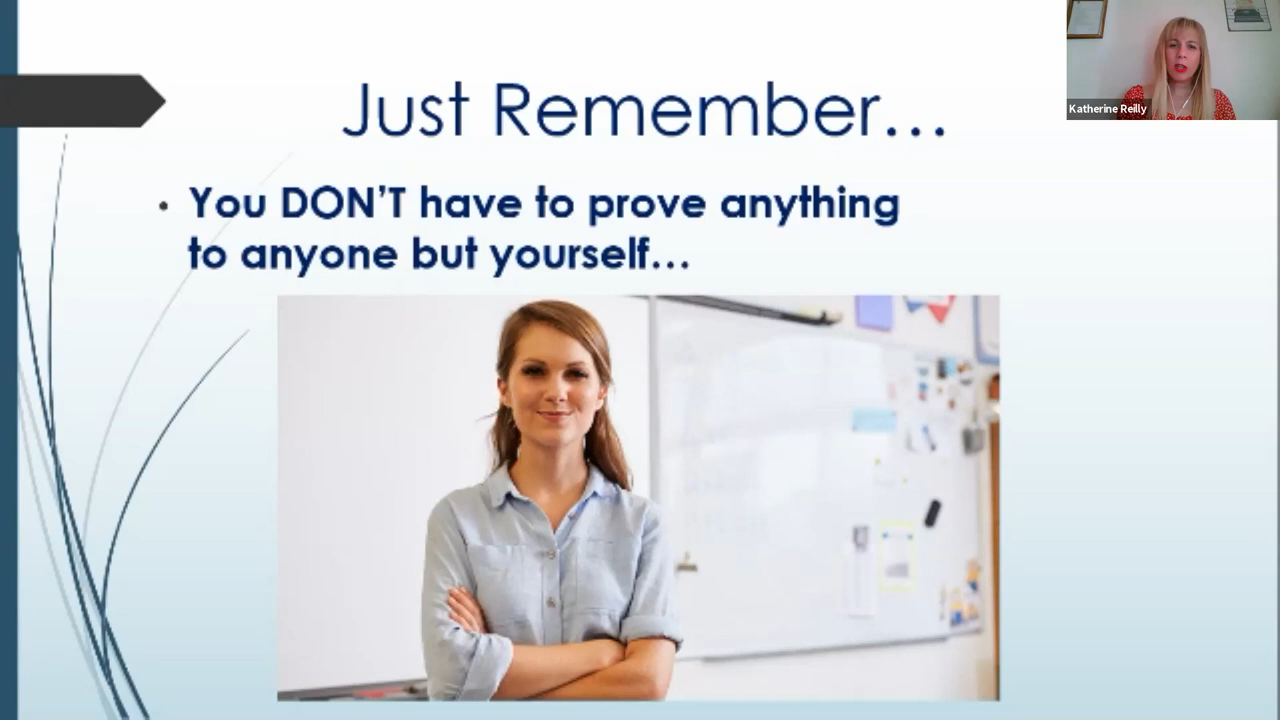 Just Remember...
• You DON'T have to prove anything
to anyone but yourself...
Katherine Reilly